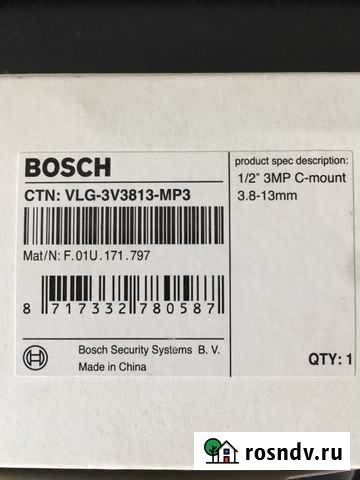 BOSCH
CTN: VLG-3V3813-MP3
Mat/N: F.01U.171.797
8 717332 780587
Bosch Security Systems B. V.
Made in China
product spec description:
1/2" 3MP C-mount
3.8-13mm
QTY: 1
rosndv.ru